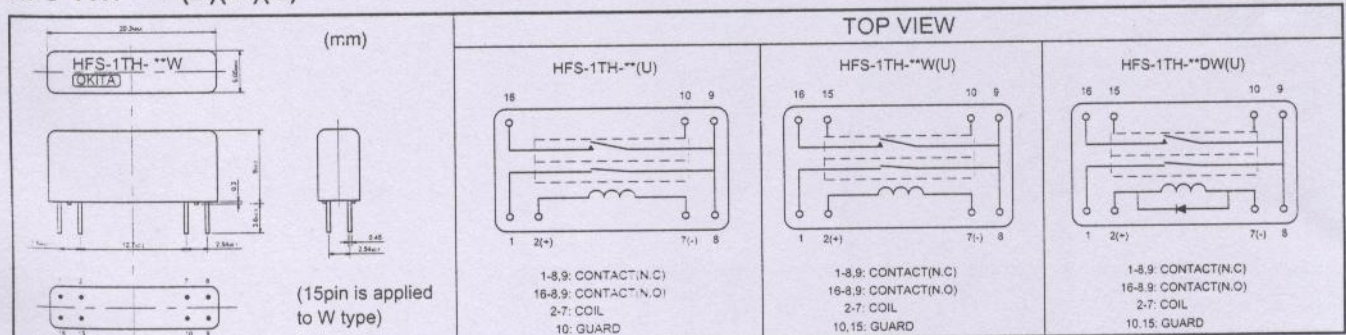 TOP VIEW
(mm)
HFS-1TH- **W
OKITA
(15pin is applied
to W type)
HFS-1TH-**(U)
16 10 9
1 2(+) 7(-) 8
1-8,9: CONTACT(N.C)
16-8,9: CONTACT(N.O)
2-7: COIL
10: GUARD
HFS-1TH-**W(U)
16 15 10 9
1 2(+) 7(-) 8
1-8,9: CONTACT(N.C)
16-8,9: CONTACT(N.O)
2-7: COIL
10,15: GUARD
HFS-1TH-**DW(U)
16 15 10 9
1 2(+) 7(-) 8
1-8,9: CONTACT(N.C)
16-8,9: CONTACT(N.O)
2-7: COIL
10,15: GUARD